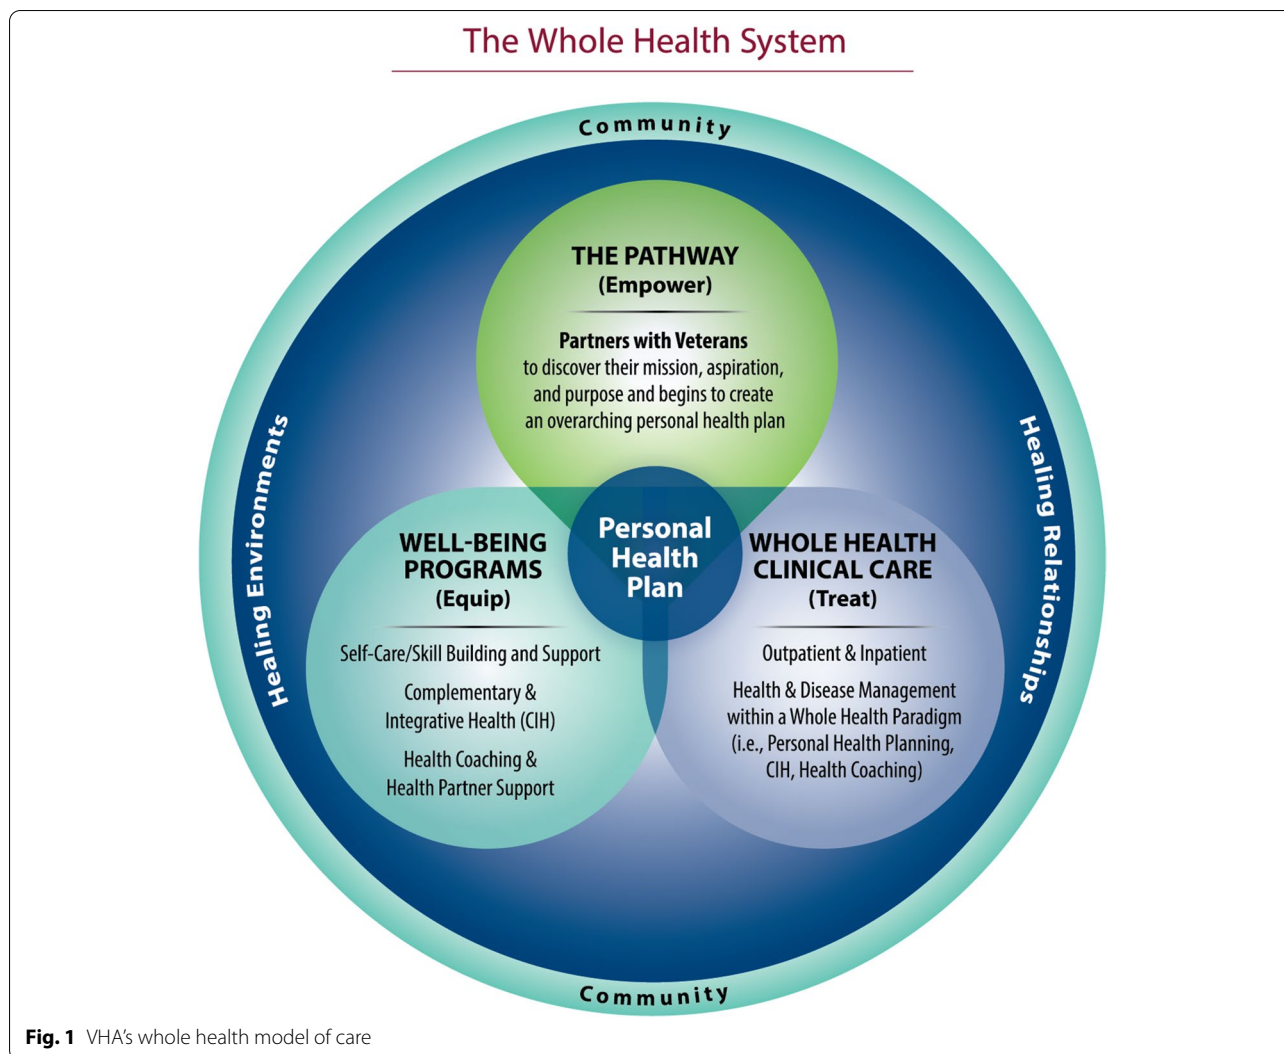 The Whole Health System
Community
THE PATHWAY
(Empower)
Partners with Veterans
to discover their mission, aspiration,
and purpose and begins to create
an overarching personal health plan
Healing Environments
Healing Relationships
Personal
Health
Plan
WELL-BEING
PROGRAMS
(Equip)
Self-Care/Skill Building and Support
Complementary &
Integrative Health (CIH)
Health Coaching &
Health Partner Support
WHOLE HEALTH
CLINICAL CARE
(Treat)
Outpatient & Inpatient
Health & Disease Management
within a Whole Health Paradigm
(i.e., Personal Health Planning,
CIH, Health Coaching)
Community
Fig. 1 VHA’s whole health model of care